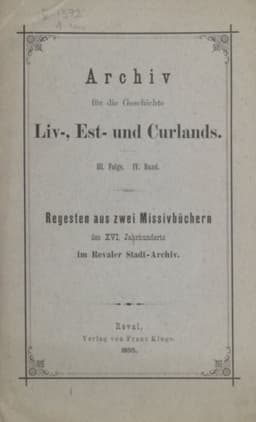 Archiv
für die Geschichte
Liv-, Est- und Curlands.
III. Folge. IV. Band.
Regesten aus zwei Missivbüchern
des XVI. Jahrhunderts
im Revaler Stadt-Archiv.
Reval,
Verlag von Franz Kluge.
1895.